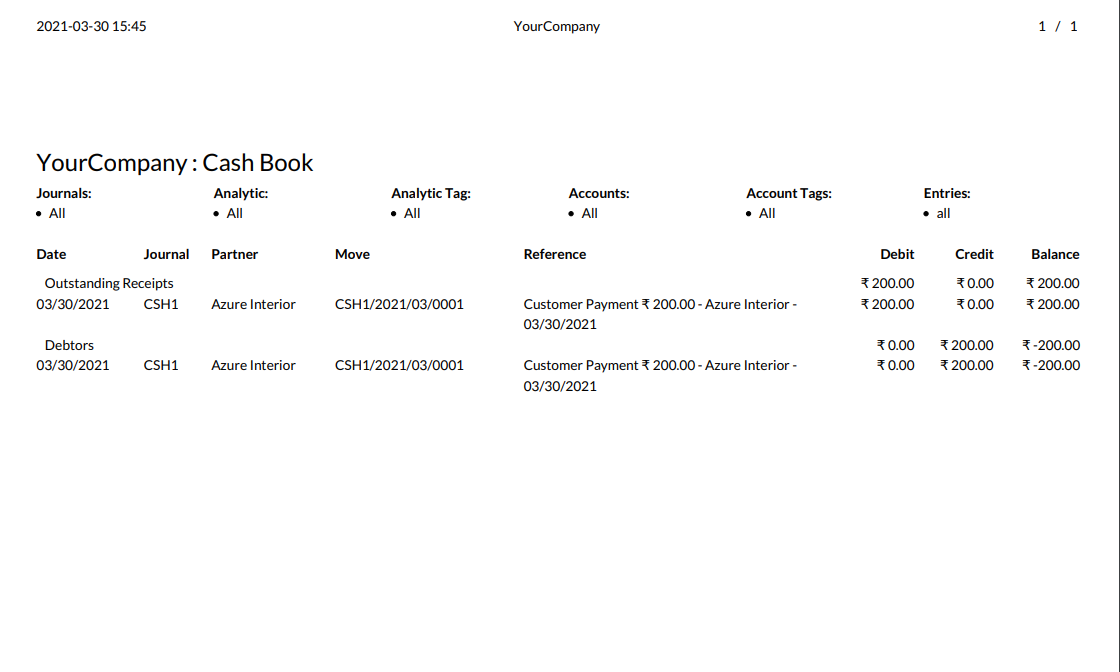 2021-03-30 15:45 YourCompany 1 / 1
YourCompany : Cash Book
Journals: Analytic: Analytic Tag: Accounts: Account Tags: Entries:
• All • All • All • All • All • all
Date Journal Partner Move Reference Debit Credit Balance
Outstanding Receipts ₹ 200.00 ₹ 0.00 ₹ 200.00
03/30/2021 CSH1 Azure Interior CSH1/2021/03/0001 Customer Payment ₹ 200.00 - Azure Interior - ₹ 200.00 ₹ 0.00 ₹ 200.00
03/30/2021
Debtors ₹ 0.00 ₹ 200.00 ₹ -200.00
03/30/2021 CSH1 Azure Interior CSH1/2021/03/0001 Customer Payment ₹ 200.00 - Azure Interior - ₹ 0.00 ₹ 200.00 ₹ -200.00
03/30/2021